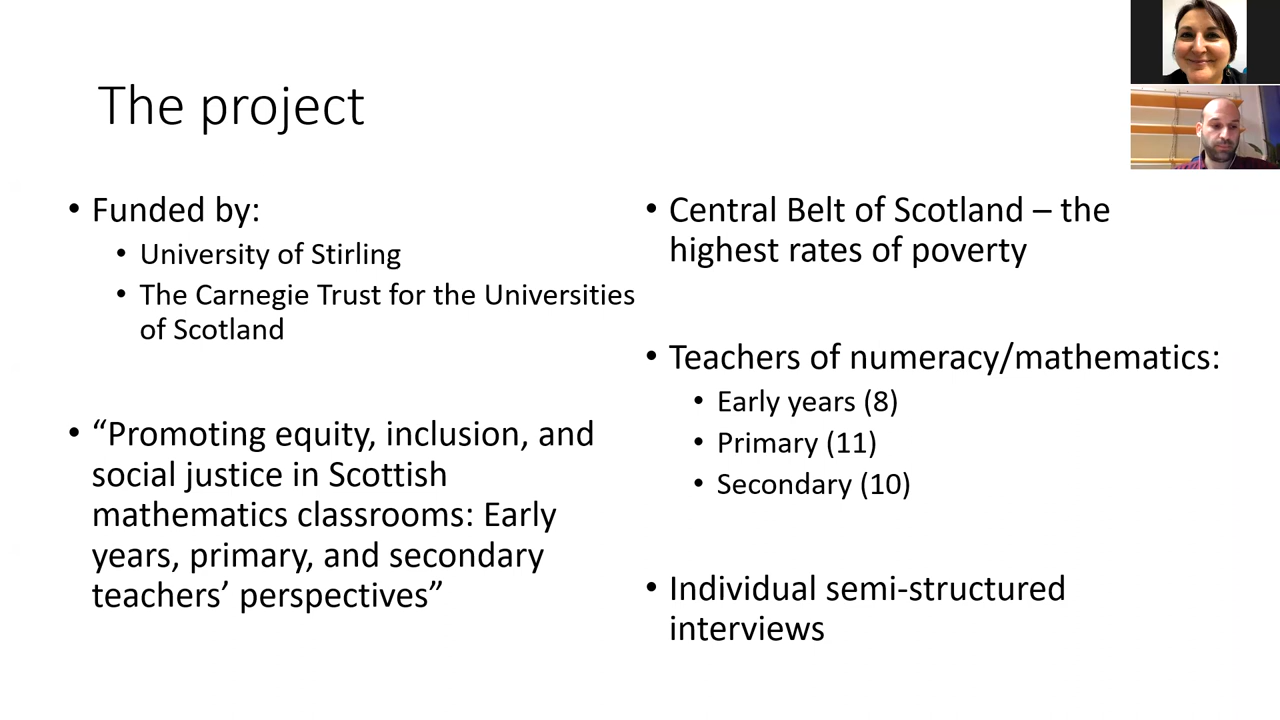 The project
• Funded by:
• University of Stirling
• The Carnegie Trust for the Universities
of Scotland
• “Promoting equity, inclusion, and
social justice in Scottish
mathematics classrooms: Early
years, primary, and secondary
teachers’ perspectives”
• Central Belt of Scotland – the
highest rates of poverty
• Teachers of numeracy/mathematics:
• Early years (8)
• Primary (11)
• Secondary (10)
• Individual semi-structured
interviews